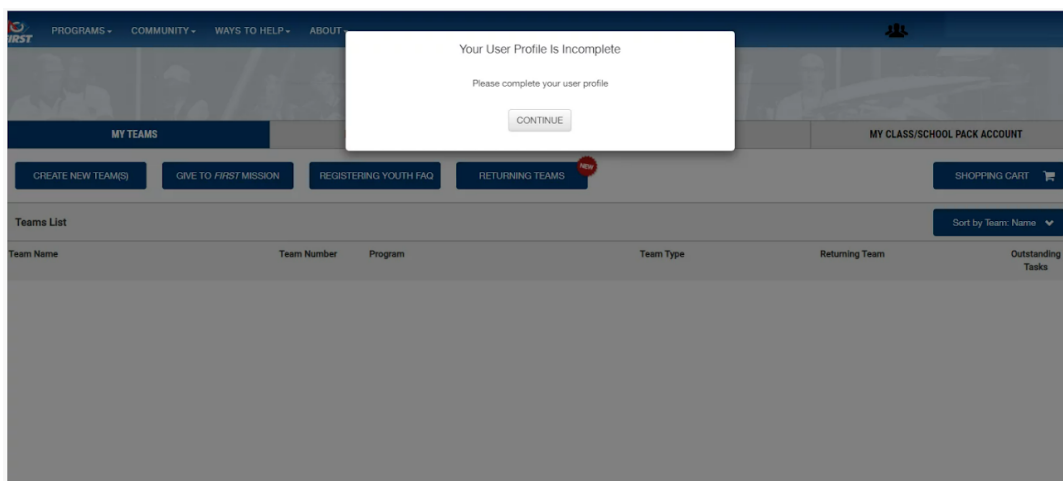 FIRST
PROGRAMS COMMUNITY WAYS TO HELP ABOUT
Your User Profile Is Incomplete
Please complete your user profile
CONTINUE
MY TEAMS
MY CLASS/SCHOOL PACK ACCOUNT
CREATE NEW TEAM(S) GIVE TO FIRST MISSION REGISTERING YOUTH FAQ RETURNING TEAMS NEW SHOPPING CART
Teams List
Sort by Team: Name
Team Name Team Number Program Team Type Returning Team Outstanding
Tasks